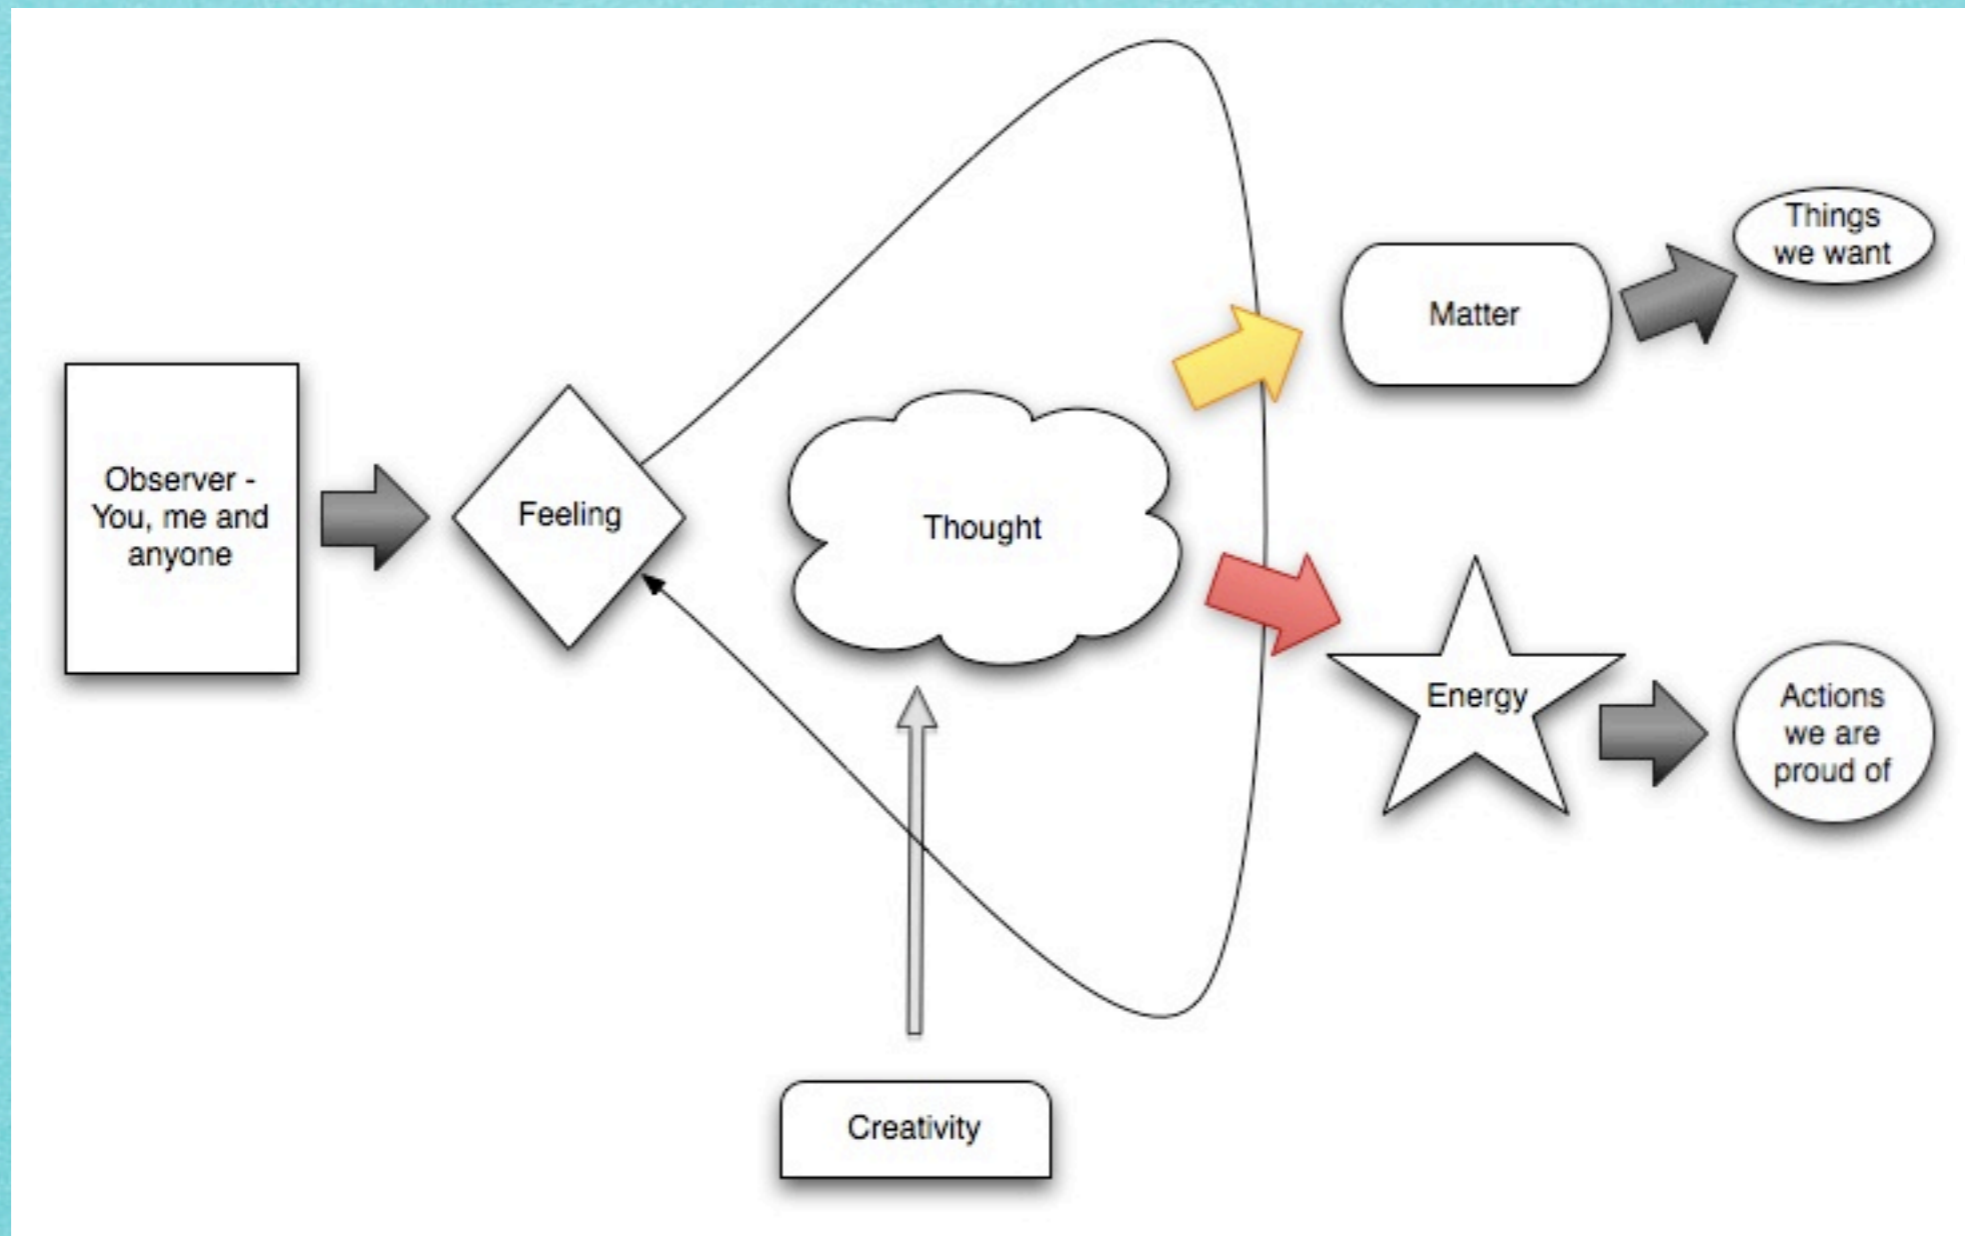 Observer -
You, me and
anyone
Feeling
Thought
Creativity
Matter
Things
we want
Energy
Actions
we are
proud of